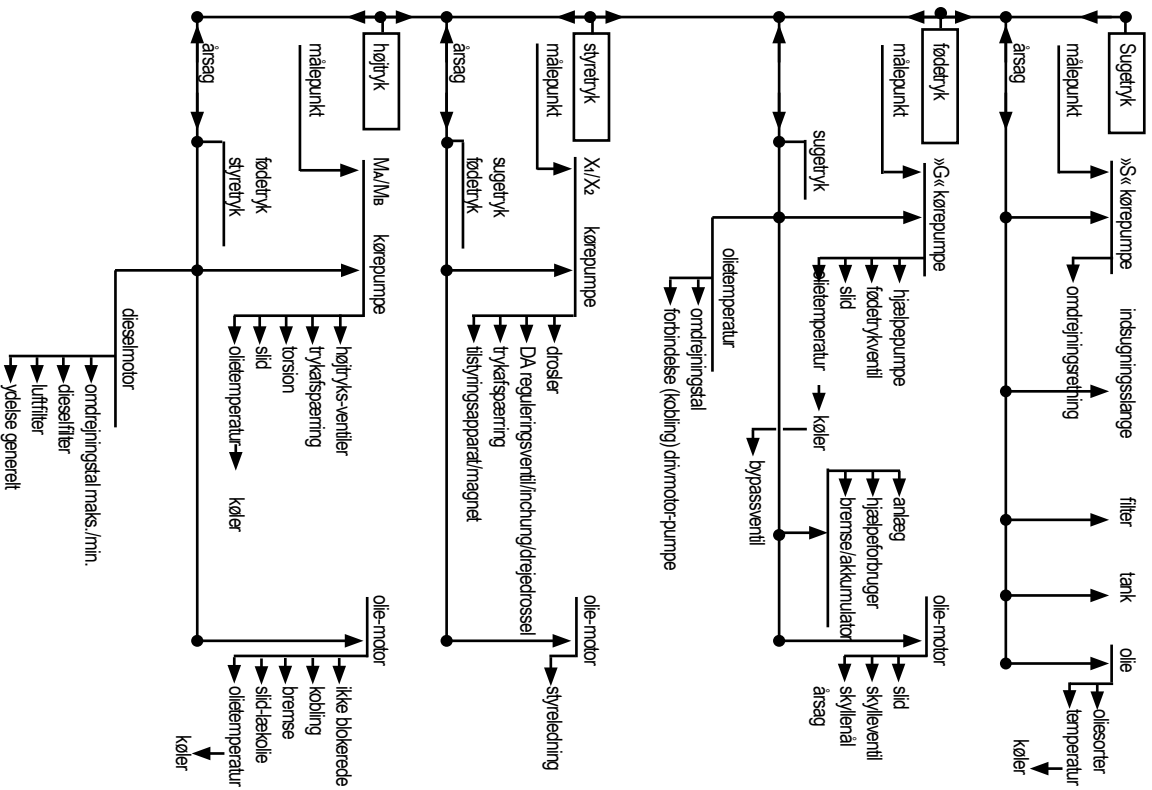 Sugetryk
målepunkt
»S« kørepumpe
omdrejningsretning
indsugningsslange
filter
tank
olie
oliesorter
temperatur
køler
årsag
fødetryk
målepunkt
»G« kørepumpe
hjælpepumpe
fødetrykventil
slid
olietemperatur
køler
bypassventil
sugetryk
olietemperatur
omdrejningstal
forbindelse (kobling) drivmotor-pumpe
anlæg
hjælpeforbruger
bremse/akkumulator
olie-motor
slid
skylleventil
skyllenål
årsag
styretryk
målepunkt
X1/X2 kørepumpe
drosler
DA reguleringsventil/inchung/drejedrossel
trykafspærring
tilstyringsapparat/magnet
årsag
sugetryk
fødetryk
olie-motor
styreledning
højtryk
målepunkt
MA/MB kørepumpe
højtryks-ventiler
trykafspærring
torsion
slid
olietemperatur
køler
årsag
fødetryk
styretryk
dieselmotor
omdrejningstal maks./min.
dieselfilter
luftfilter
ydelse generelt
olie-motor
ikke blokerede
kobling
bremse
slid-lækolie
olietemperatur
køler